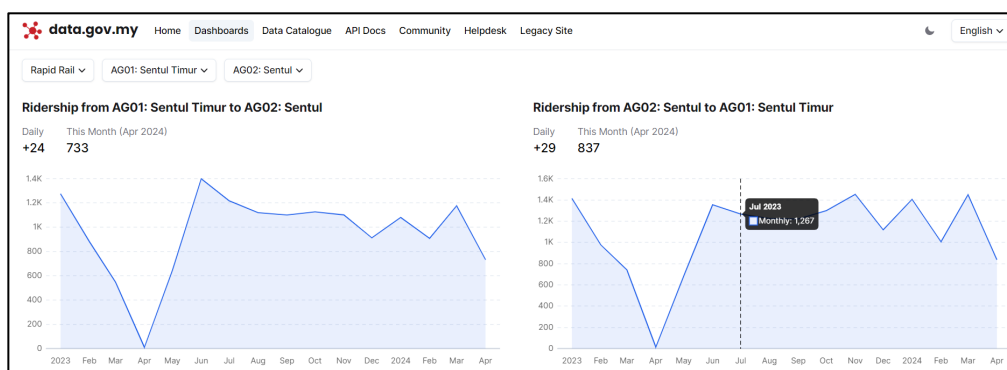 data.gov.my Home Dashboards Data Catalogue API Docs Community Helpdesk Legacy Site English
Rapid Rail AG01: Sentul Timur AG02: Sentul
Ridership from AG01: Sentul Timur to AG02: Sentul
Daily This Month (Apr 2024)
+24 733
1.4K
1.2K
1K
800
600
400
200
0
2023 Feb Mar Apr May Jun Jul Aug Sep Oct Nov Dec 2024 Feb Mar Apr
Ridership from AG02: Sentul to AG01: Sentul Timur
Daily This Month (Apr 2024)
+29 837
1.6K
1.4K
1.2K
1K
800
600
400
200
0
Jul 2023
Monthly: 1,267
2023 Feb Mar Apr May Jun Jul Aug Sep Oct Nov Dec 2024 Feb Mar Apr